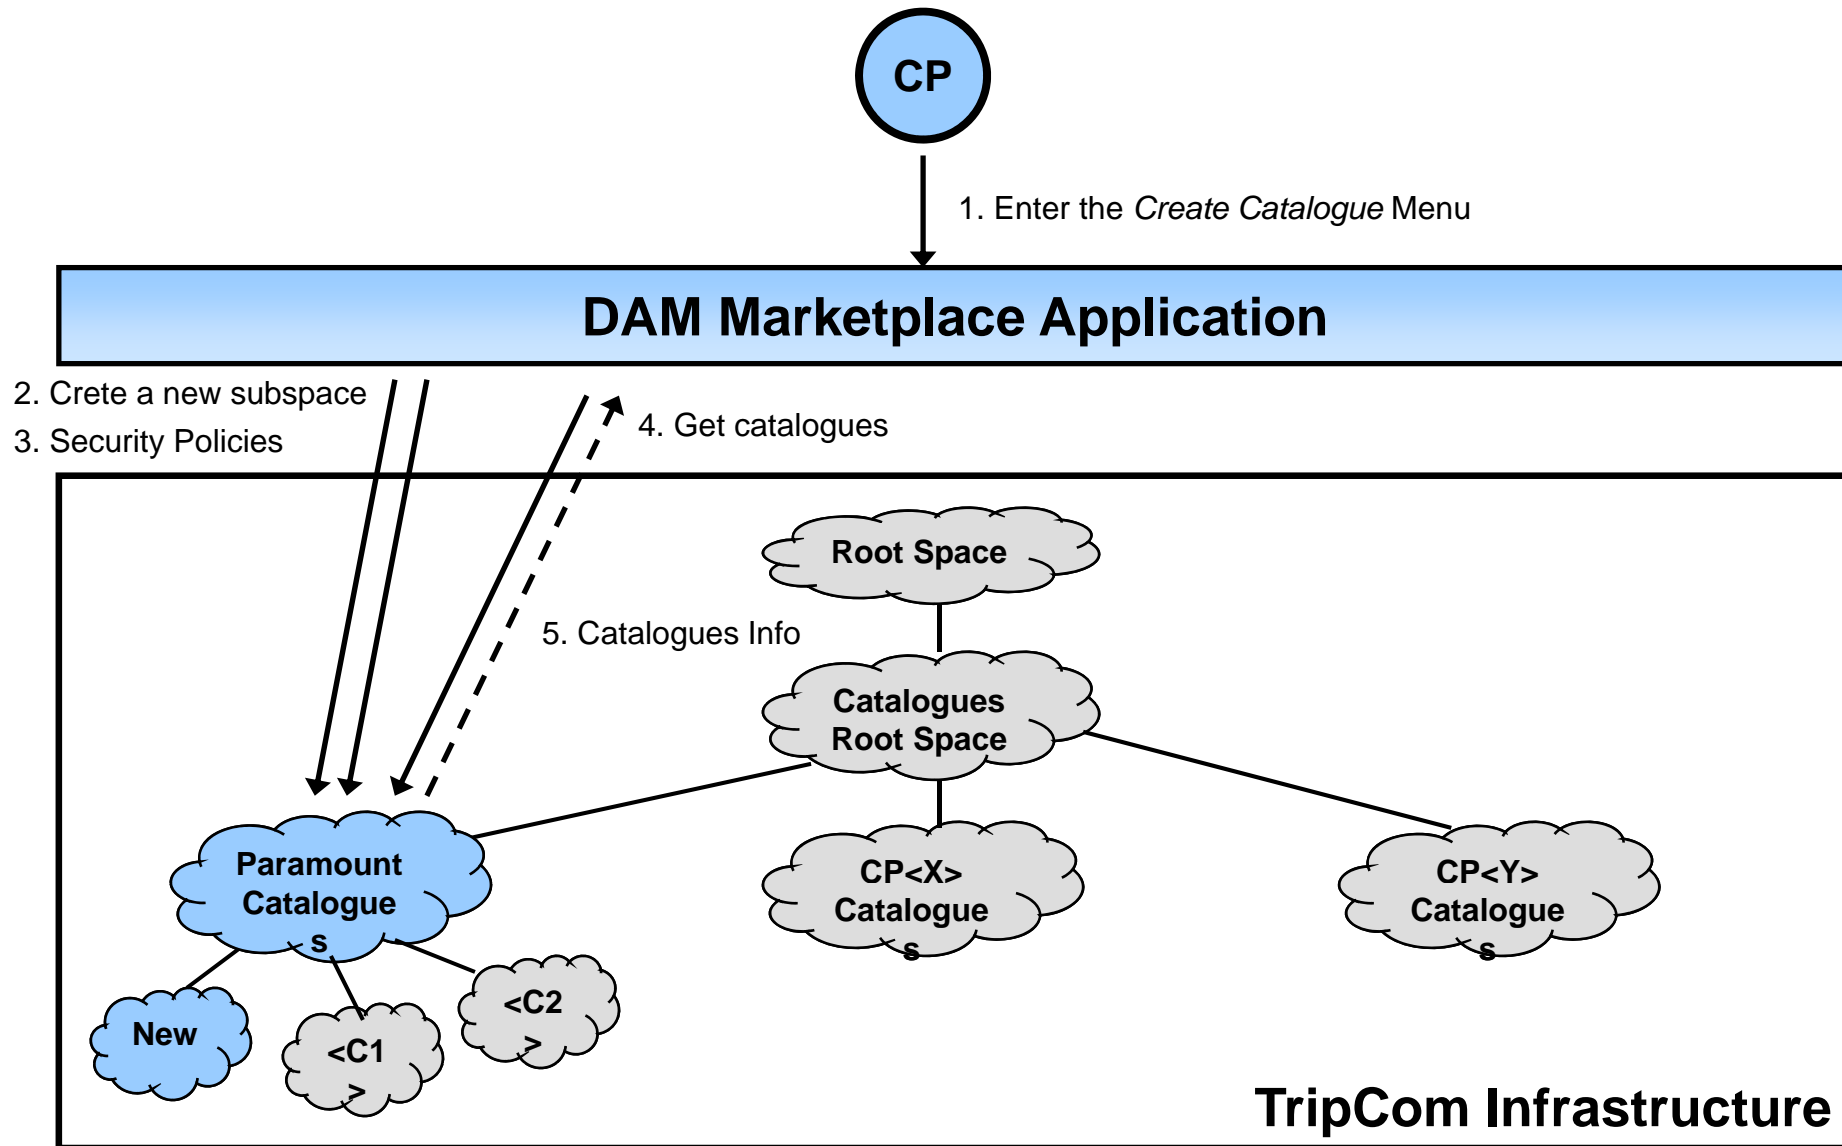 CP
1. Enter the Create Catalogue Menu
DAM Marketplace Application
2. Crete a new subspace
3. Security Policies
4. Get catalogues
Root Space
5. Catalogues Info
Catalogues
Root Space
Paramount
Catalogue
s
CP<X>
Catalogue
s
CP<Y>
Catalogue
s
New
<C1
>
<C2
>
TripCom Infrastructure